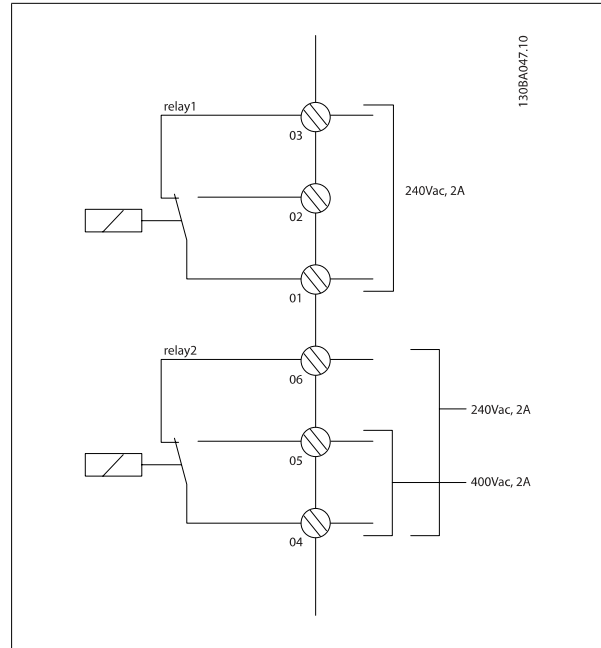 130BA047.10
relay1
03
240Vac, 2A
02
01
relay2
06
240Vac, 2A
05
400Vac, 2A
04